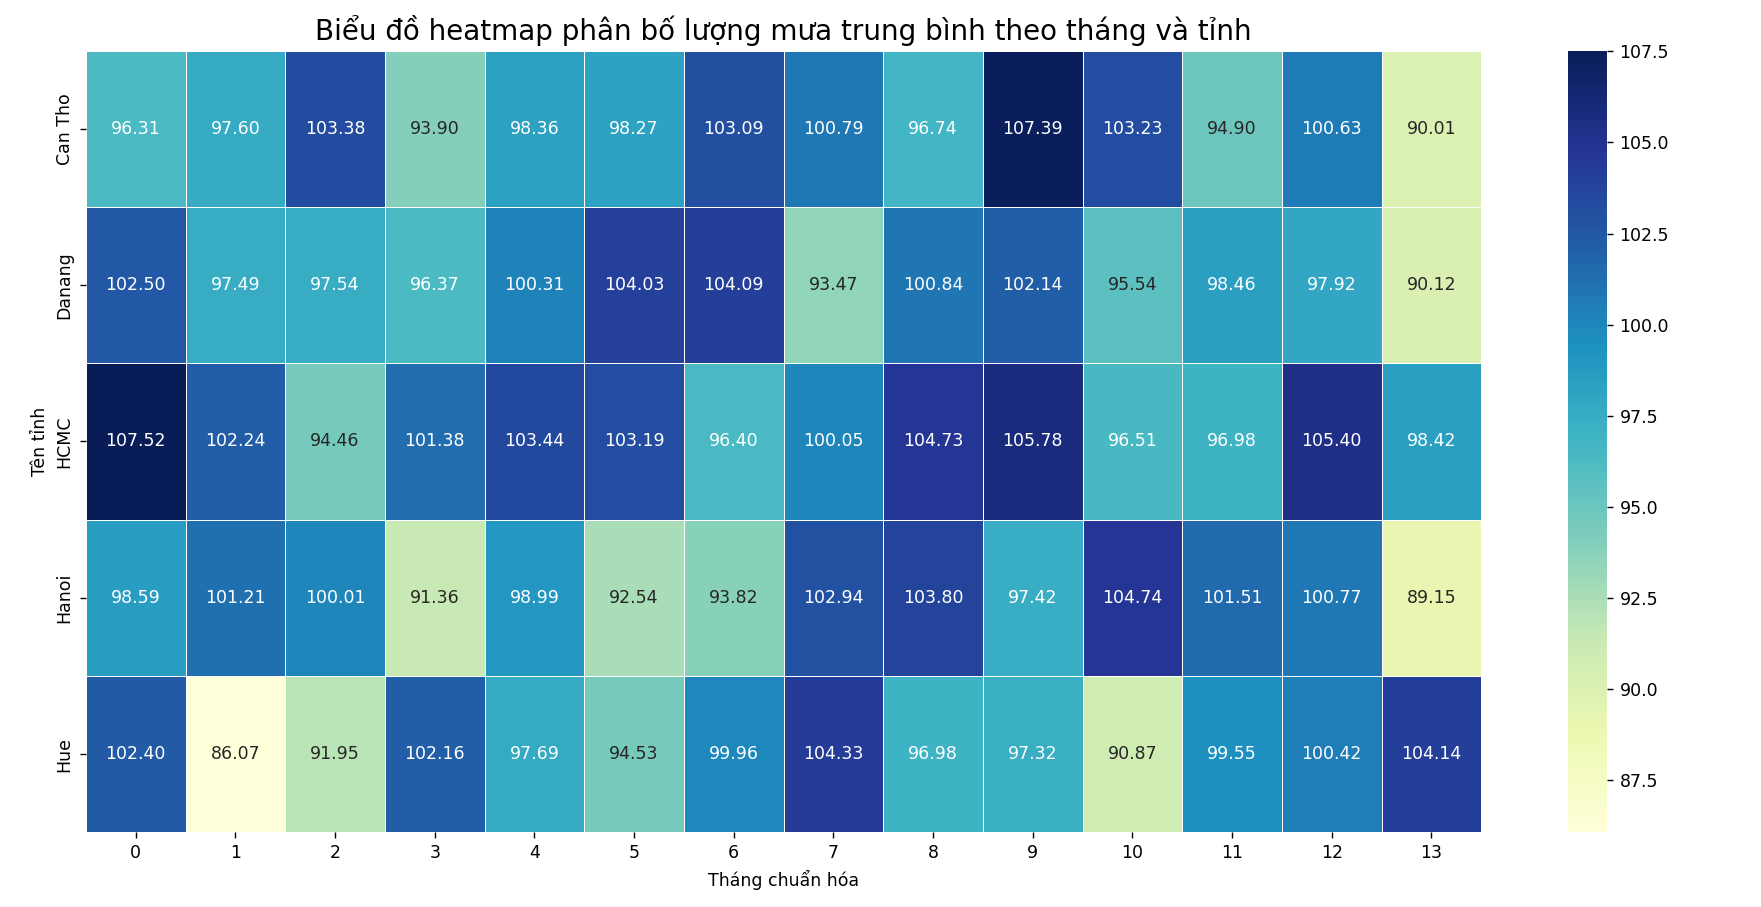 Biểu đồ heatmap phân bố lượng mưa trung bình theo tháng và tỉnh
Tên tỉnh
Can Tho 96.31 97.60 103.38 93.90 98.36 98.27 103.09 100.79 96.74 107.39 103.23 94.90 100.63 90.01
Danang 102.50 97.49 97.54 96.37 100.31 104.03 104.09 93.47 100.84 102.14 95.54 98.46 97.92 90.12
HCMC 107.52 102.24 94.46 101.38 103.44 103.19 96.40 100.05 104.73 105.78 96.51 96.98 105.40 98.42
Hanoi 98.59 101.21 100.01 91.36 98.99 92.54 93.82 102.94 103.80 97.42 104.74 101.51 100.77 89.15
Hue 102.40 86.07 91.95 102.16 97.69 94.53 99.96 104.33 96.98 97.32 90.87 99.55 100.42 104.14
0 1 2 3 4 5 6 7 8 9 10 11 12 13
Tháng chuẩn hóa
107.5
105.0
102.5
100.0
97.5
95.0
92.5
90.0
87.5